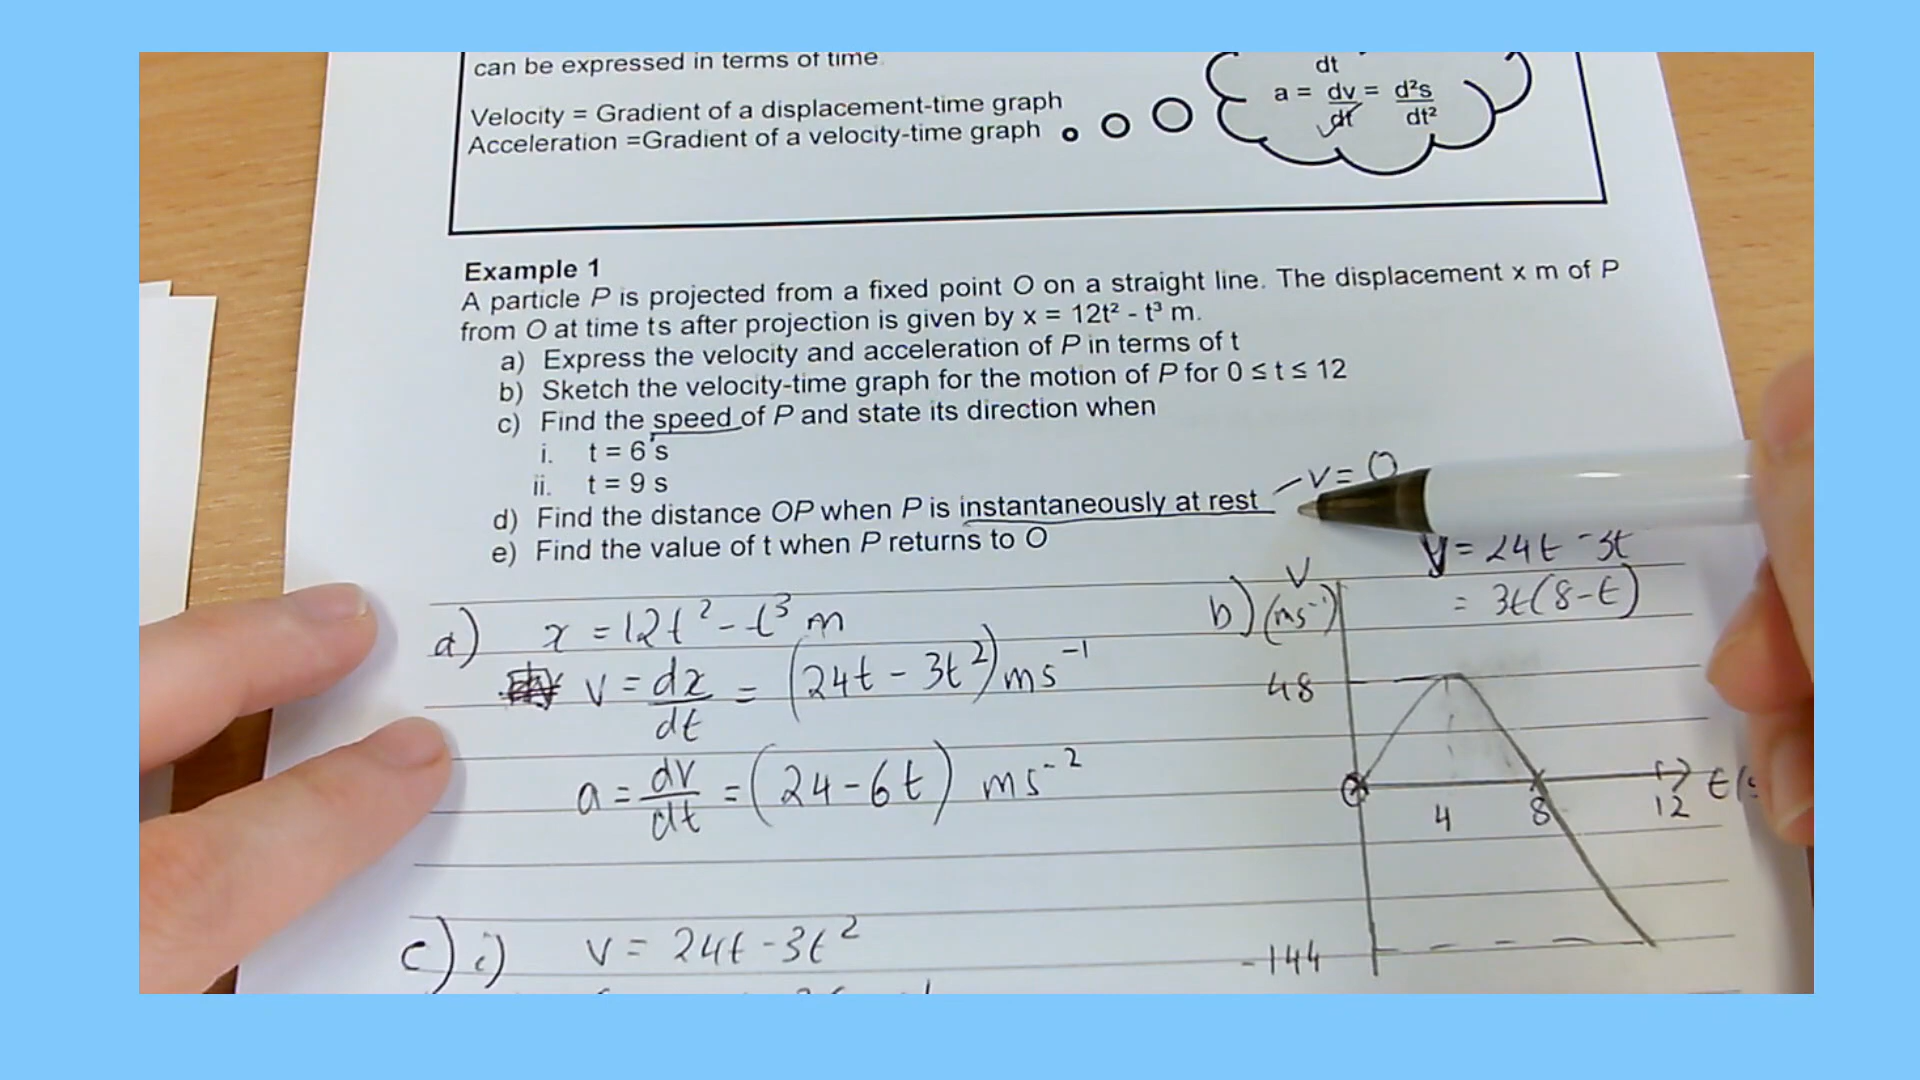 can be expressed in terms of time.
dt
Velocity = Gradient of a displacement-time graph
a = dv = d²s
dt dt²
Acceleration =Gradient of a velocity-time graph
Example 1
A particle P is projected from a fixed point O on a straight line. The displacement x m of P
from O at time ts after projection is given by x = 12t² - t³ m.
a) Express the velocity and acceleration of P in terms of t
b) Sketch the velocity-time graph for the motion of P for 0 ≤ t ≤ 12
c) Find the speed of P and state its direction when
i. t = 6 s
ii. t = 9 s
v = 0
d) Find the distance OP when P is instantaneously at rest
e) Find the value of t when P returns to O
a) x = 12t² - t³ m
v = dx = (24t - 3t²) ms⁻¹
dt
a = dv = (24 - 6t) ms⁻²
dt
b) v
(ms⁻¹)
= 24t - 3t
= 3t(8-t)
48
O 4 8 12 t(s
-144
c) i) v = 24t - 3t²